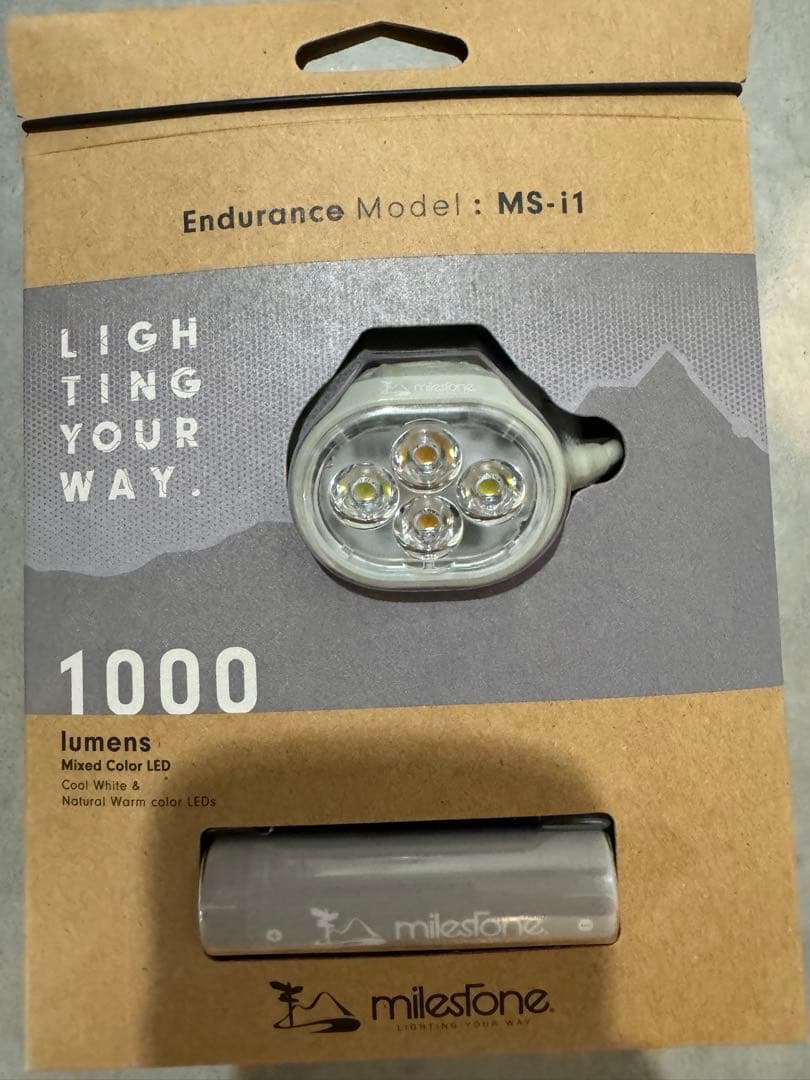 Endurance Model : MS-i1
LIGH
TING
YOUR
WAY.
milestone
1000
lumens
Mixed Color LED
Cool White &
Natural Warm color LEDs
+ milestone. -
milestone.
LIGHTING YOUR WAY